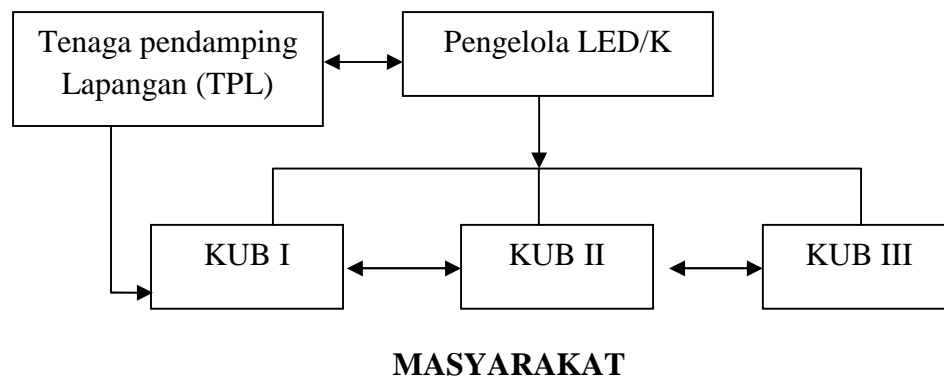 Tenaga pendamping
Lapangan (TPL)
Pengelola LED/K
KUB I
KUB II
KUB III
MASYARAKAT